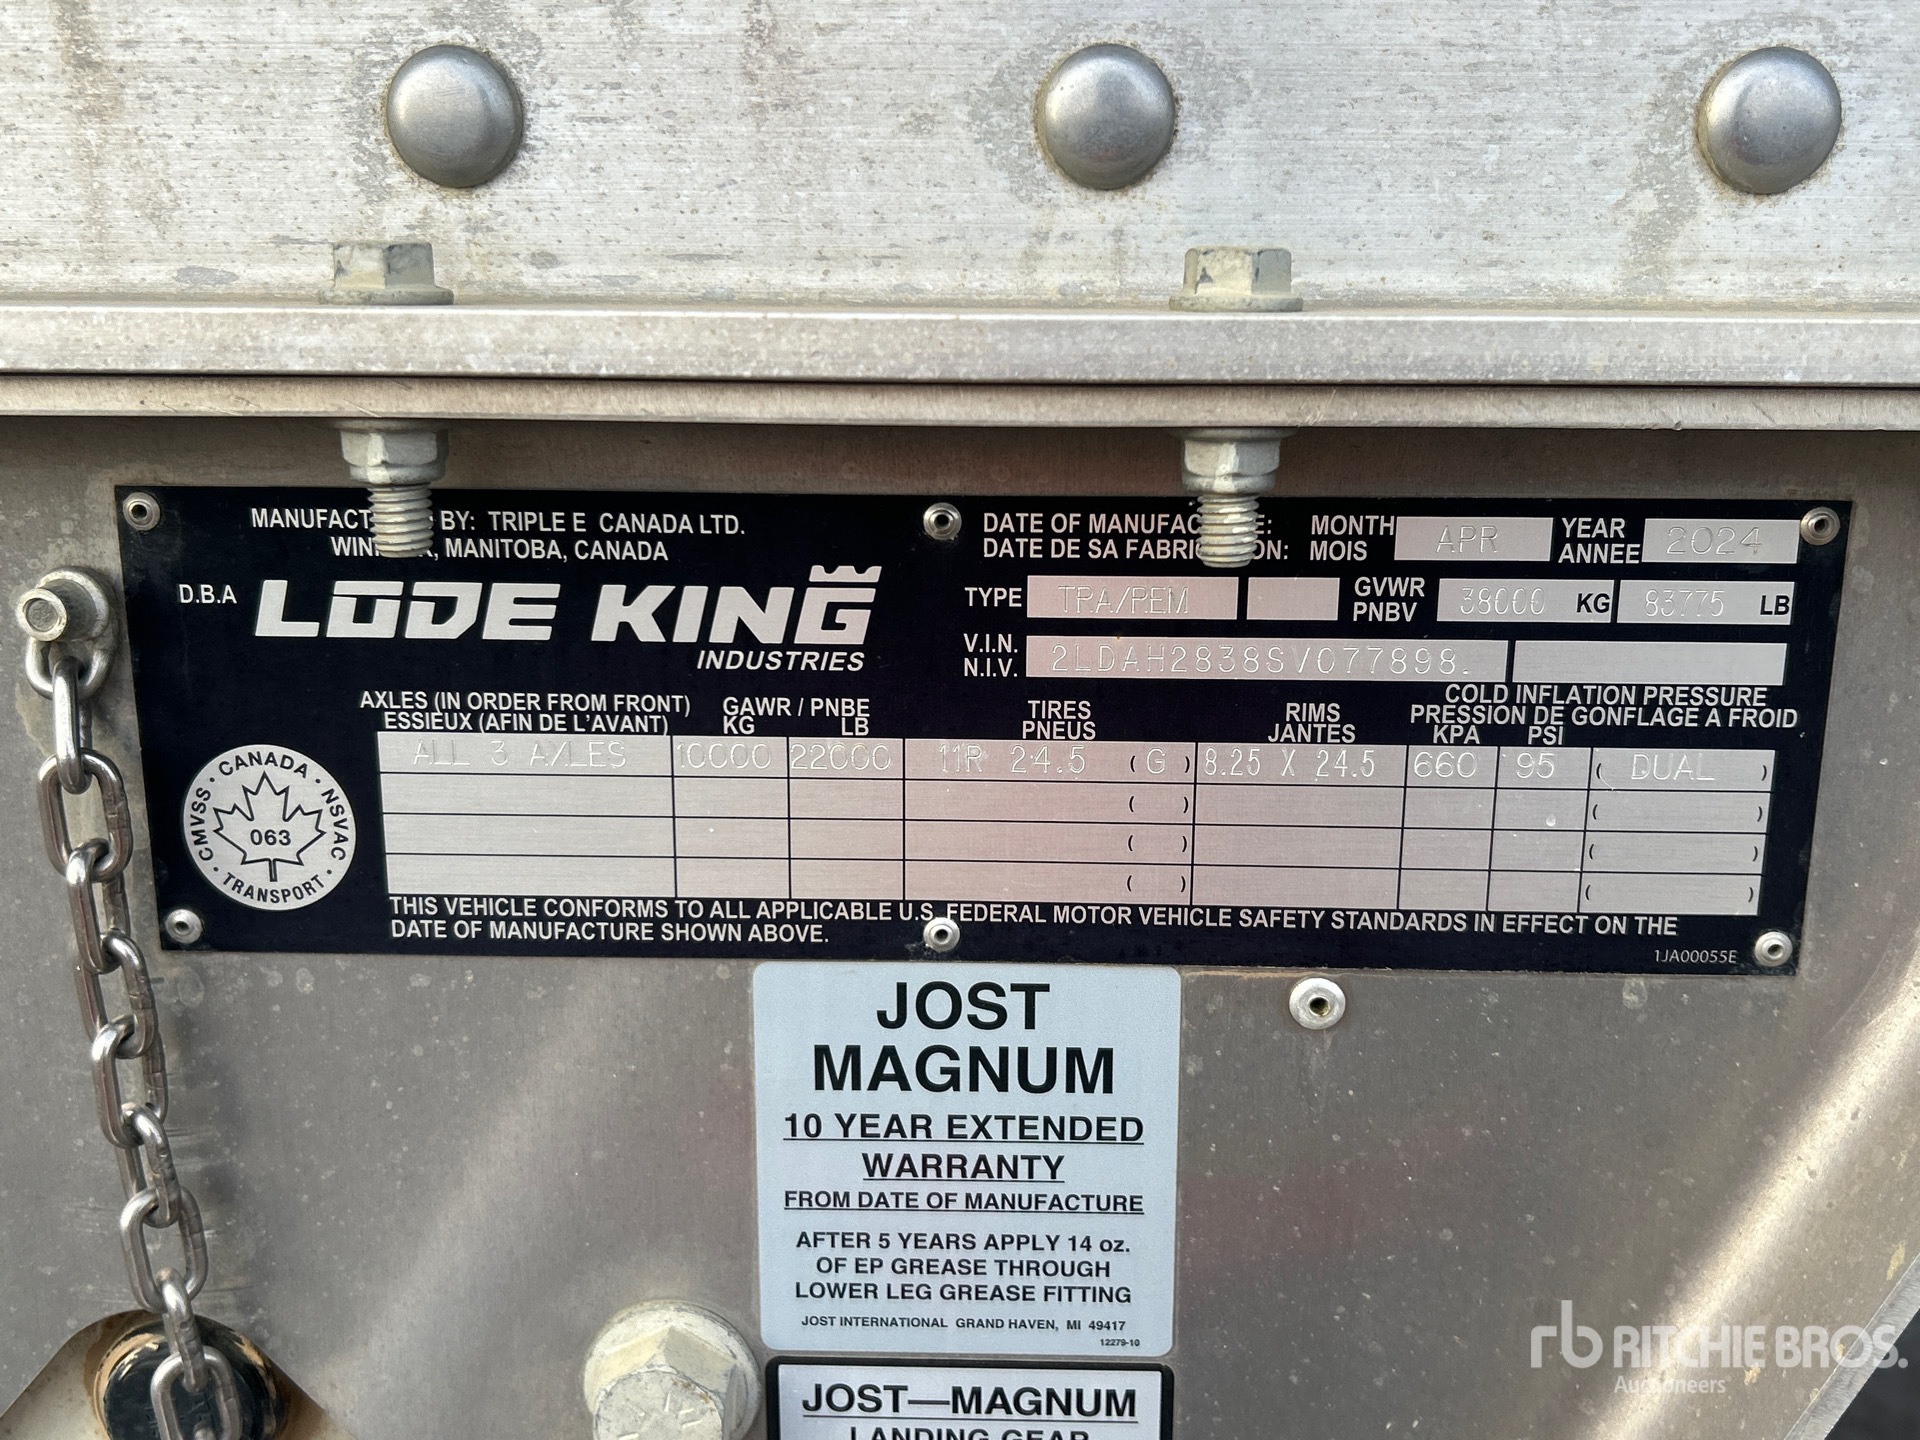 MANUFACT BY: TRIPLE E CANADA LTD.
MANITOBA, CANADA
D.B.A LODE KING
INDUSTRIES
DATE OF MANUFAC E: MONTH APR YEAR 2024
DATE DE SA FABRI ON: MOIS ANNEE
TYPE TRA/REM GVWR 38000 KG 83775 LB
PNBV
V.I.N. 2LDAH2838SV077898.
N.I.V.
AXLES (IN ORDER FROM FRONT) GAWR / PNBE TIRES RIMS COLD INFLATION PRESSURE
ESSIEUX (AFIN DE L'AVANT) KG LB PNEUS JANTES PRESSION DE GONFLAGE A FROID
KPA PSI
ALL 3 AXLES 10000 22000 11R 24.5 ( G ) 8.25 X 24.5 660 95 ( DUAL )
( ) ( )
( ) ( )
( ) ( )
CANADA
CMVSS · NSVAC
063
TRANSPORT
THIS VEHICLE CONFORMS TO ALL APPLICABLE U.S. FEDERAL MOTOR VEHICLE SAFETY STANDARDS IN EFFECT ON THE
DATE OF MANUFACTURE SHOWN ABOVE.
1JA00055E
JOST
MAGNUM
10 YEAR EXTENDED
WARRANTY
FROM DATE OF MANUFACTURE
AFTER 5 YEARS APPLY 14 oz.
OF EP GREASE THROUGH
LOWER LEG GREASE FITTING
JOST INTERNATIONAL GRAND HAVEN, MI 49417
12279-10
JOST—MAGNUM
LANDING GEAR
rb RITCHIE BROS.
Auctioneers